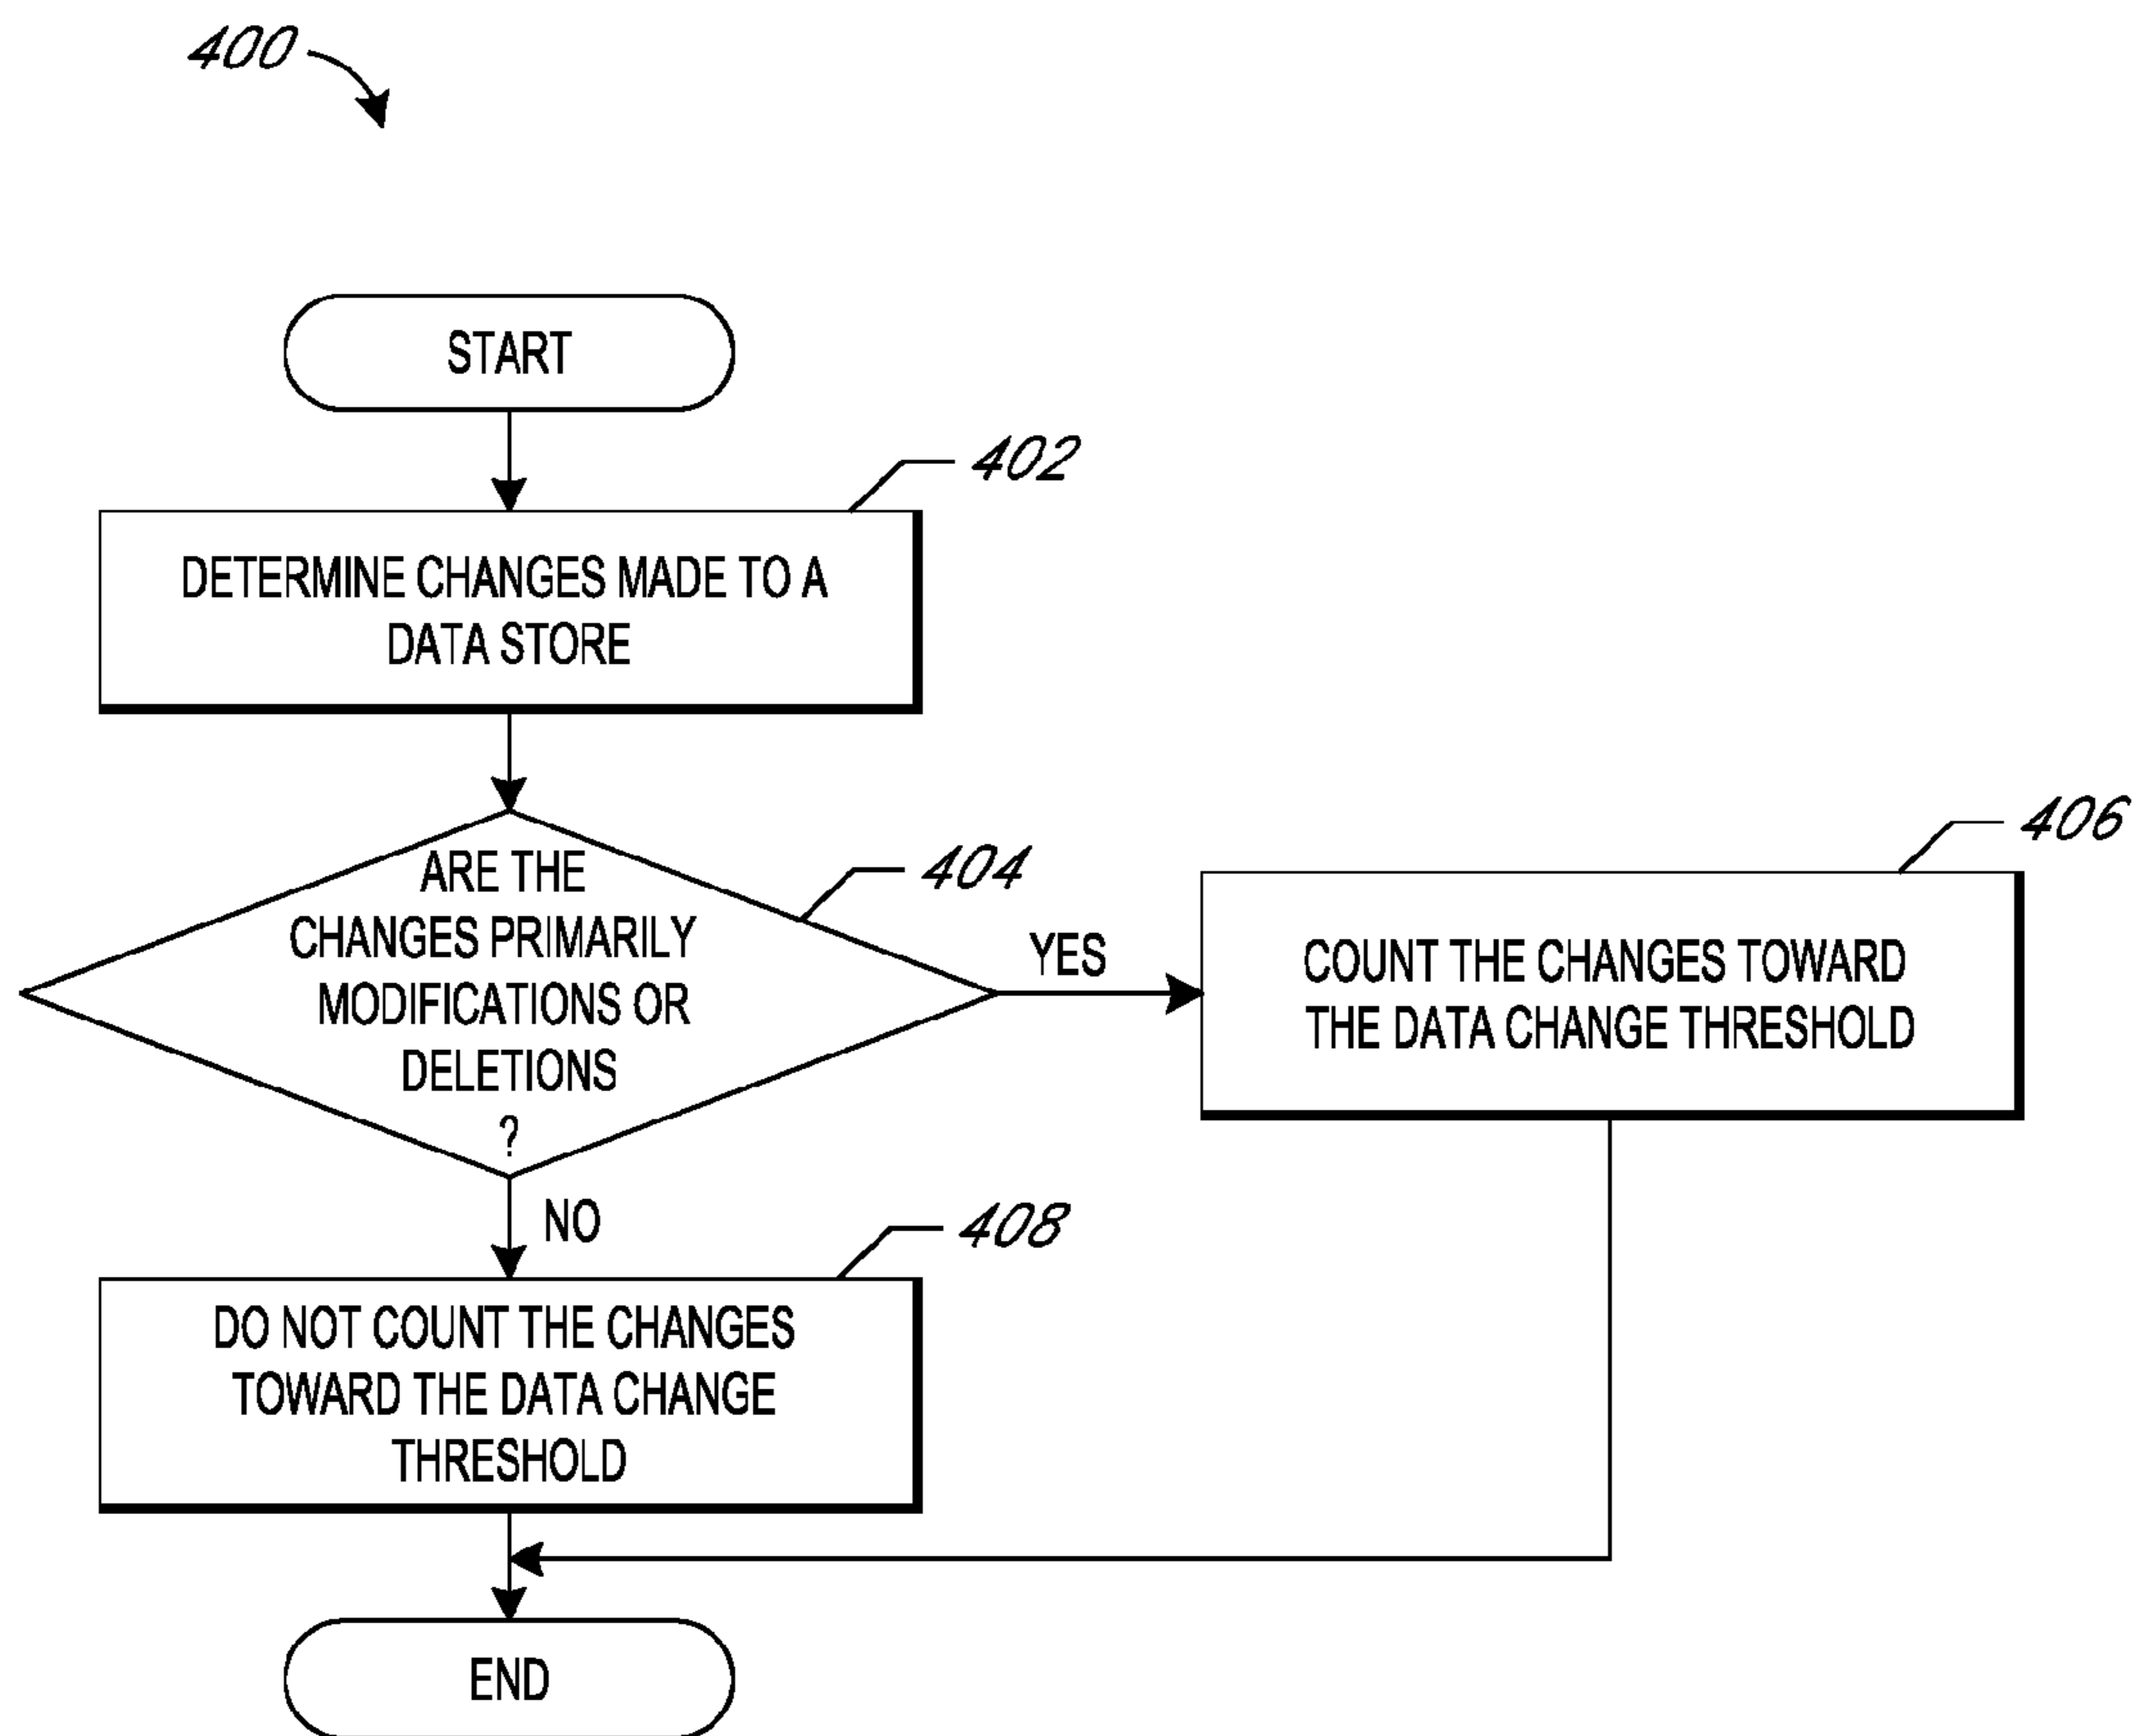 400
START
402
DETERMINE CHANGES MADE TO A
DATA STORE
404
ARE THE
CHANGES PRIMARILY
MODIFICATIONS OR
DELETIONS
?
YES
406
COUNT THE CHANGES TOWARD
THE DATA CHANGE THRESHOLD
NO
408
DO NOT COUNT THE CHANGES
TOWARD THE DATA CHANGE
THRESHOLD
END